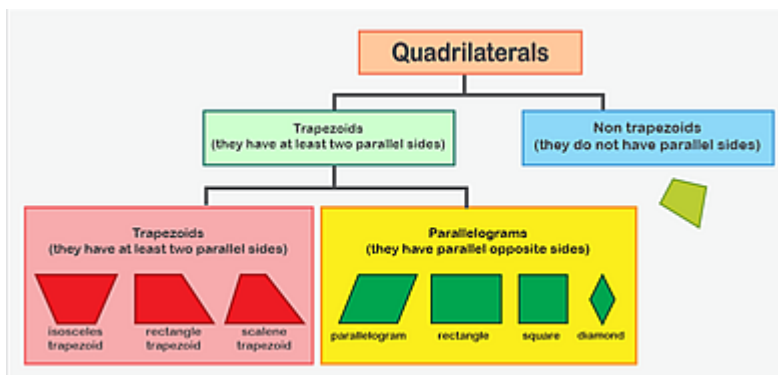 Quadrilaterals
Trapezoids
(they have at least two parallel sides)
Non trapezoids
(they do not have parallel sides)
Trapezoids
(they have at least two parallel sides)
isosceles
trapezoid
rectangle
trapezoid
scalene
trapezoid
Parallelograms
(they have parallel opposite sides)
parallelogram
rectangle
square
diamond